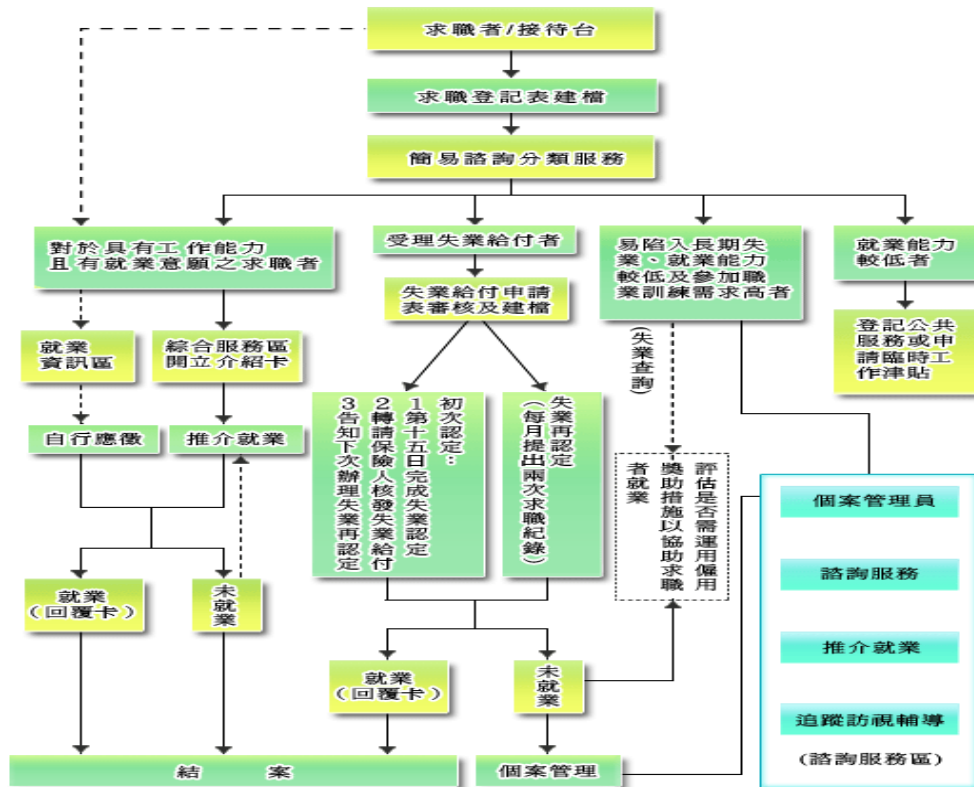 求職者/接待台
求職登記表建檔
簡易諮詢分類服務
對於具有工作能力
且有就業意願之求職者
受理失業給付者
易陷入長期失
業、就業能力
較低及參加職
業訓練需求高者
就業能力
較低者
失業給付申請
表審核及建檔
登記公共
服務或申
請臨時工
作津貼
就業
資訊區
綜合服務區
開立介紹卡
(失業查詢)
自行應徵
推介就業
初次認定：
1第十五日完成失業認定
2轉請保險人核發失業給付
3告知下次辦理失業再認定
失業再認定
(每月提出兩次求職紀錄)
評估是否需運用僱用
獎助措施以協助求職
者就業
個案管理員
諮詢服務
推介就業
追蹤訪視輔導
(諮詢服務區)
就業
(回覆卡)
未就業
就業
(回覆卡)
未就業
結 案
個案管理